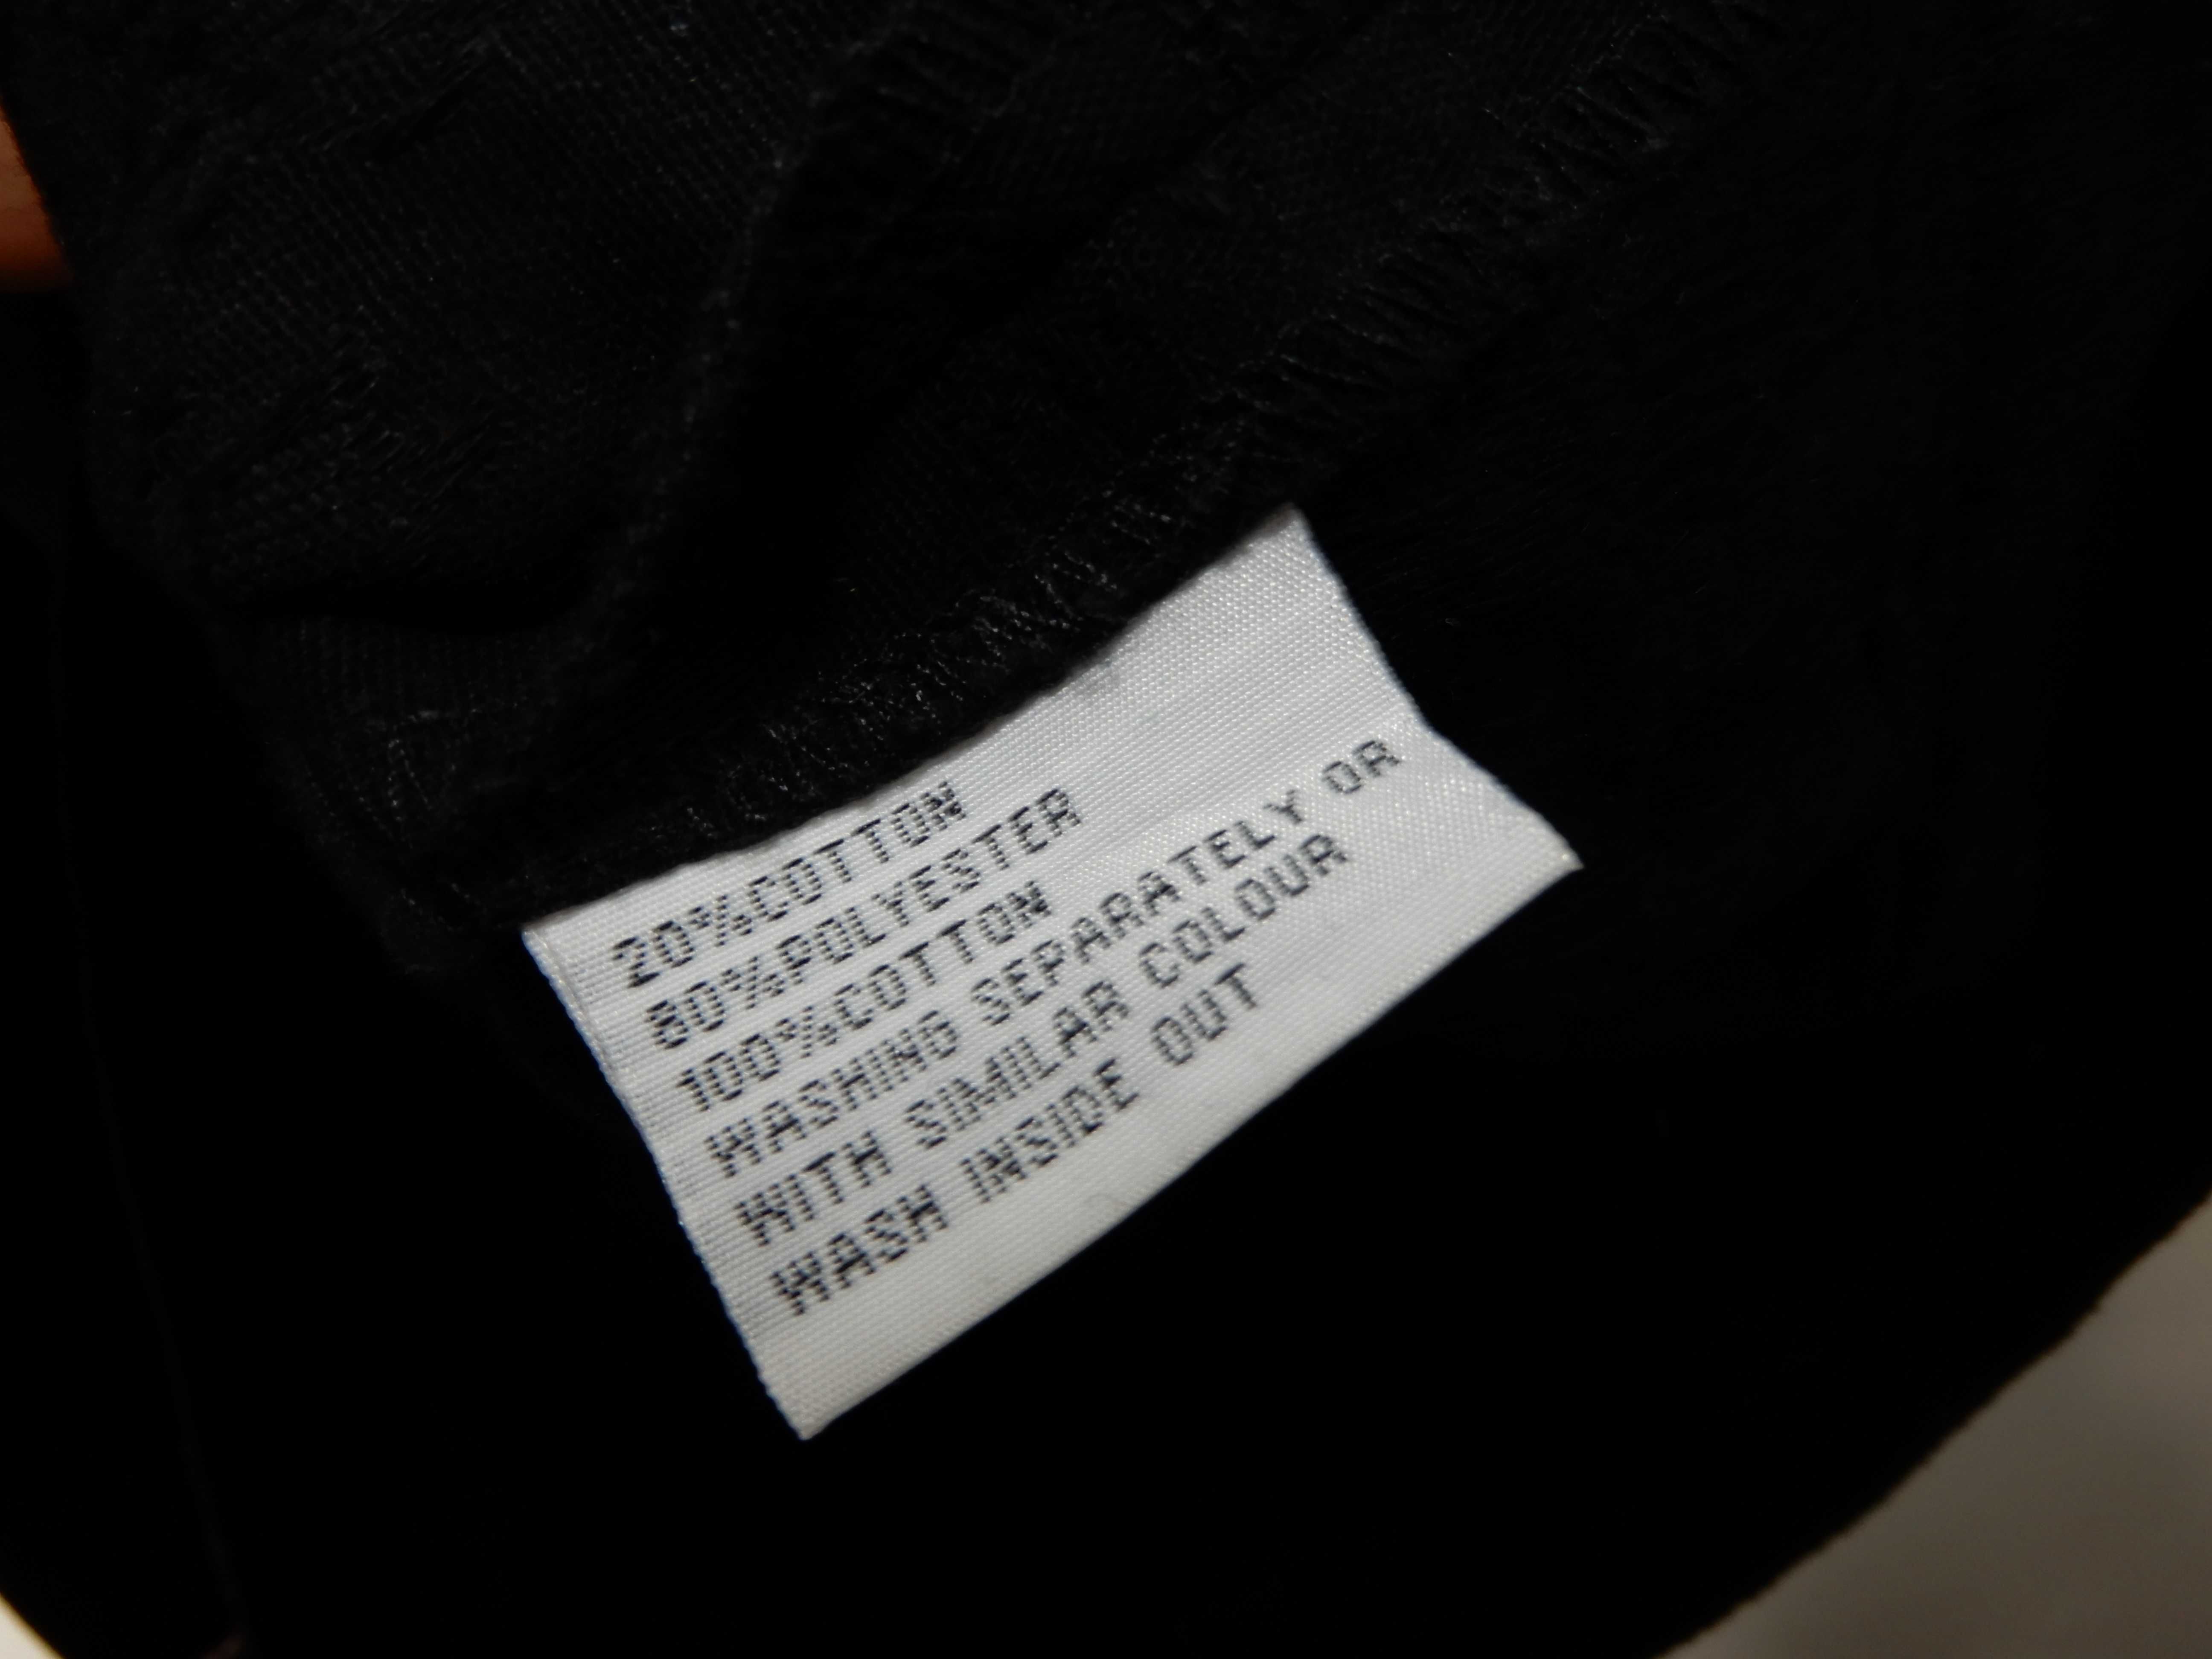 20%COTTON
80%POLYESTER
100%COTTON
WASHING SEPARATELY OR
WITH SIMILAR COLOUR
WASH INSIDE OUT